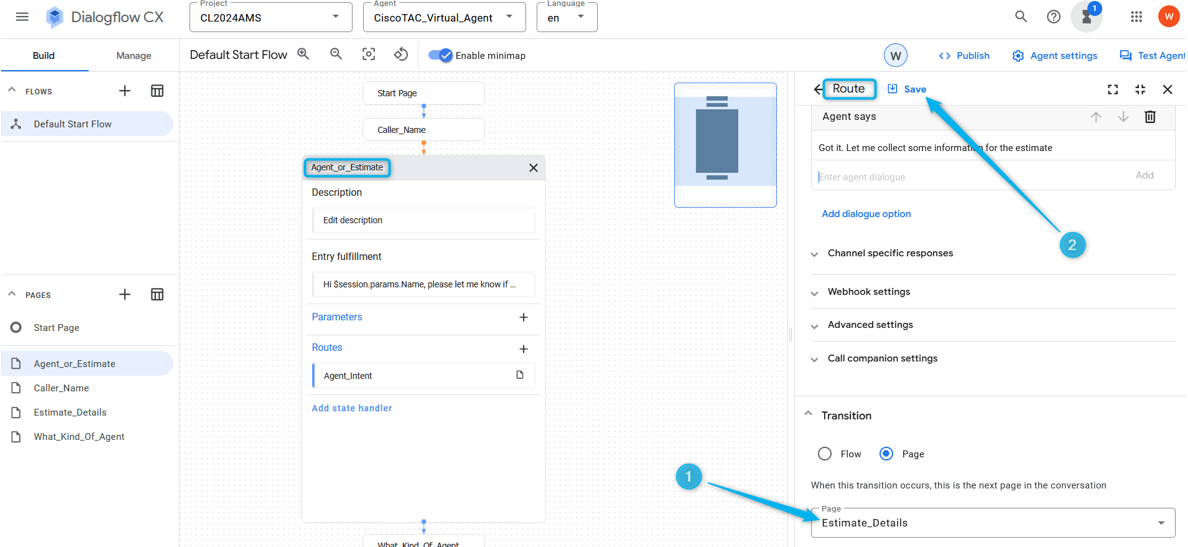 Dialogflow CX
Project
CL2024AMS
Agent
CiscoTAC_Virtual_Agent
Language
en
1
W
Build
Manage
Default Start Flow
Enable minimap
W
Publish
Agent settings
Test Agent
FLOWS
Default Start Flow
PAGES
Start Page
Agent_or_Estimate
Caller_Name
Estimate_Details
What_Kind_Of_Agent
Start Page
Caller_Name
Agent_or_Estimate
Description
Edit description
Entry fulfillment
Hi $session.params.Name, please let me know if ...
Parameters
Routes
Agent_Intent
Add state handler
What_Kind_Of_Agent
Route
Save
Agent says
Got it. Let me collect some information for the estimate
Enter agent dialogue
Add
Add dialogue option
2
Channel specific responses
Webhook settings
Advanced settings
Call companion settings
Transition
Flow
Page
1
When this transition occurs, this is the next page in the conversation
Page
Estimate_Details